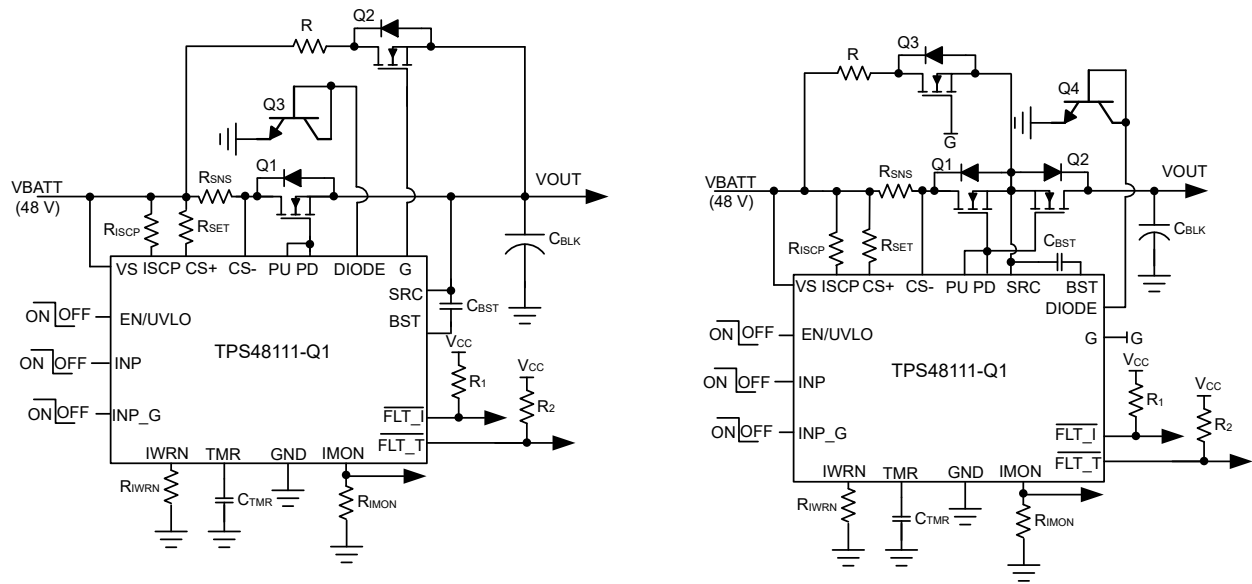 R
Q2
Q3
Q1
RSNS
VBATT
(48 V)
VOUT
RISCP
RSET
CBLK
VS ISCP CS+ CS- PU PD DIODE G
SRC
CBST
BST
ON OFF EN/UVLO
TPS48111-Q1
ON OFF INP
ON OFF INP_G
VCC
R1
VCC
R2
FLT_I
FLT_T
IWRN TMR GND IMON
RIWRN
CTMR
RIMON
R
Q3
G
Q4
Q1
Q2
RSNS
VBATT
(48 V)
VOUT
RISCP
RSET
CBST
CBLK
VS ISCP CS+ CS- PU PD SRC BST
DIODE
ON OFF EN/UVLO
G G
TPS48111-Q1
ON OFF INP
ON OFF INP_G
VCC
R1
VCC
R2
FLT_I
FLT_T
IWRN TMR GND IMON
RIWRN
CTMR
RIMON